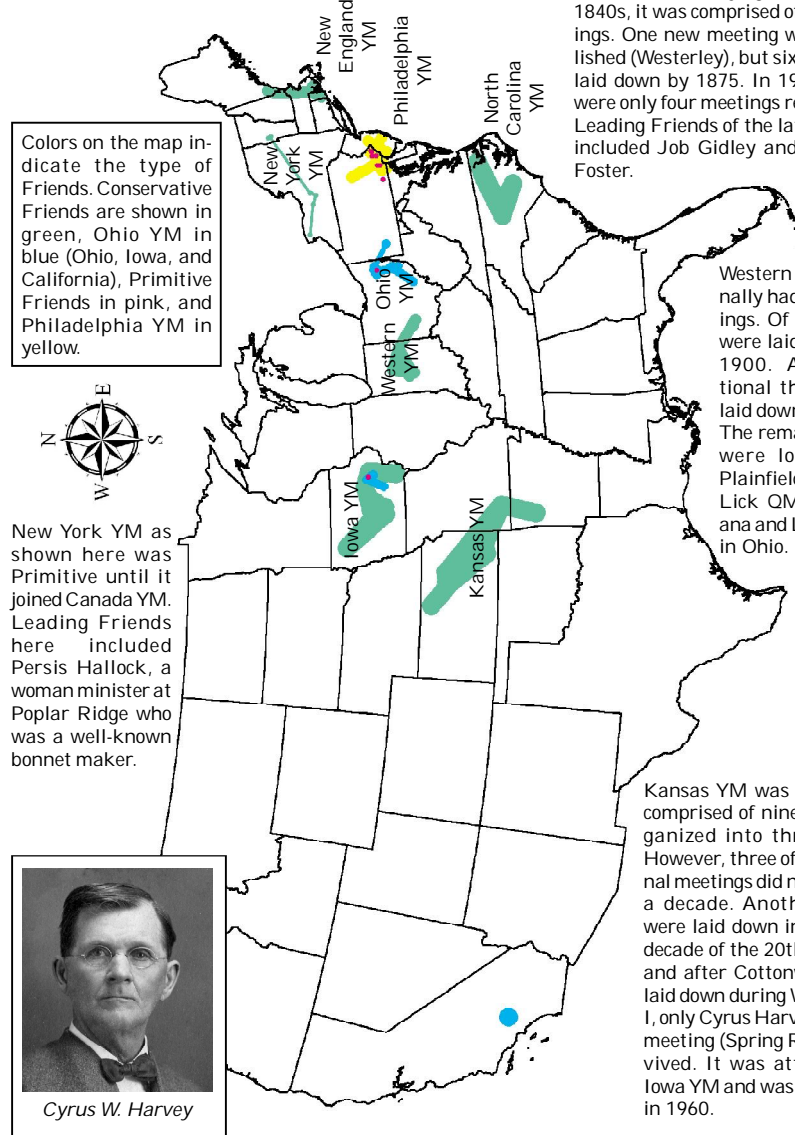 1840s, it was comprised of
ings. One new meeting w
lished (Westerley), but six
laid down by 1875. In 19
were only four meetings re
Leading Friends of the la
included Job Gidley and
Foster.
New
England
YM
Philadelphia
YM
North
Carolina
YM
New
York
YM
Ohio
YM
Western
YM
Iowa YM
Kansas YM
Colors on the map in-
dicate the type of
Friends. Conservative
Friends are shown in
green, Ohio YM in
blue (Ohio, Iowa, and
California), Primitive
Friends in pink, and
Philadelphia YM in
yellow.
N
E
S
W
Western
nally had
ings. Of
were laid
1900. A
tional th
laid down
The rema
were Io
Plainfield
Lick QM
ana and L
in Ohio.
New York YM as
shown here was
Primitive until it
joined Canada YM.
Leading Friends
here included
Persis Hallock, a
woman minister at
Poplar Ridge who
was a well-known
bonnet maker.
Kansas YM was
comprised of nine
ganized into thr
However, three of
nal meetings did n
a decade. Anoth
were laid down in
decade of the 20th
and after Cottonw
laid down during W
I, only Cyrus Harv
meeting (Spring R
vived. It was att
Iowa YM and was
in 1960.
Cyrus W. Harvey